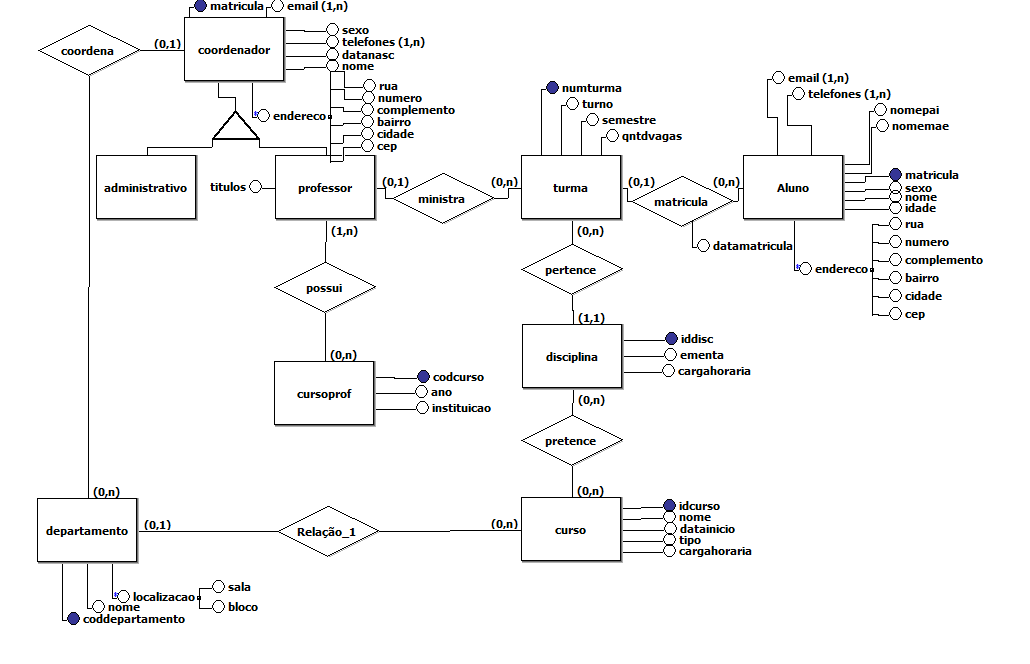 matricula
email (1,n)
coordena
(0,1)
coordenador
sexo
telefones (1,n)
datanasc
nome
rua
numero
complemento
bairro
cidade
cep
endereco
administrativo
titulos
professor
(0,1)
ministra
(0,n)
numturma
turno
semestre
qntdvagas
turma
(0,1)
matricula
(0,n)
datamatricula
email (1,n)
telefones (1,n)
nomepai
nomemae
Aluno
matricula
sexo
nome
idade
rua
numero
endereco
complemento
bairro
cidade
cep
(1,n)
possui
(0,n)
cursoprof
codcurso
ano
instituicao
(0,n)
pertence
(1,1)
disciplina
iddisc
ementa
cargahoraria
(0,n)
pretence
(0,n)
curso
idcurso
nome
datainicio
tipo
cargahoraria
(0,n)
departamento
(0,1)
Relação_1
(0,n)
localizacao
sala
bloco
nome
coddepartamento